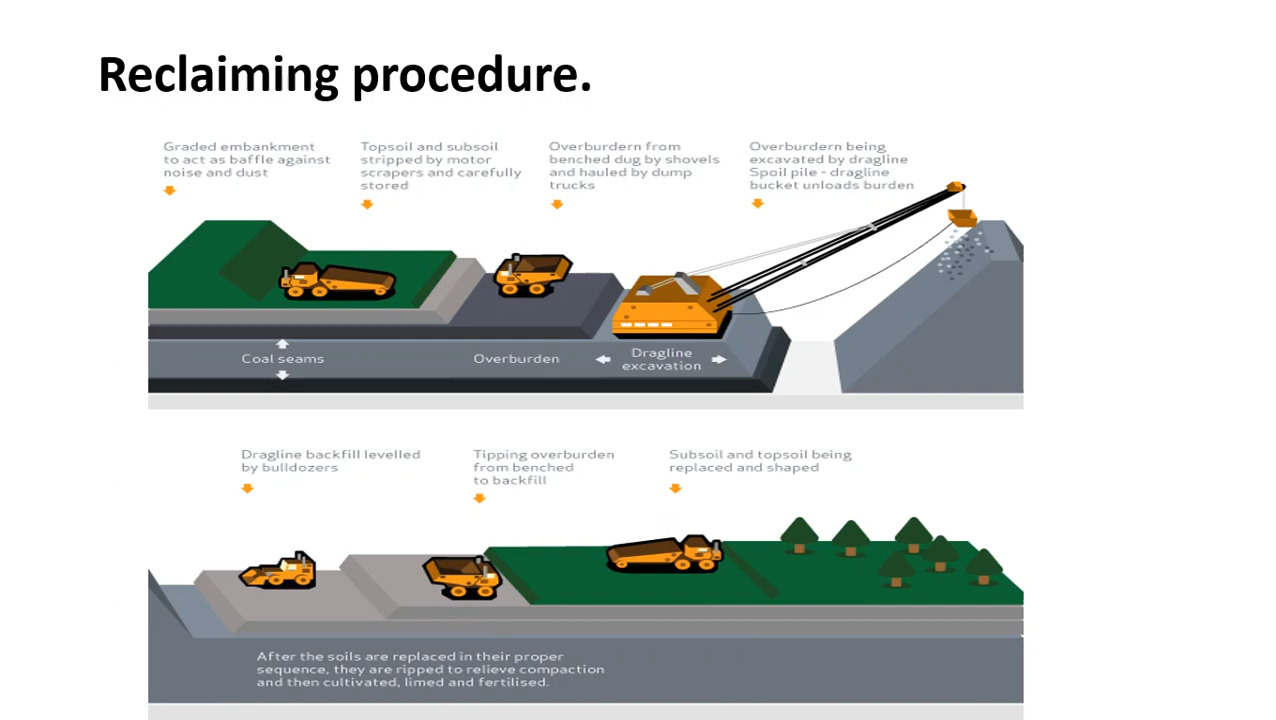 Reclaiming procedure.
Graded embankment
to act as baffle against
noise and dust
Topsoil and subsoil
stripped by motor
scrapers and carefully
stored
Overburdern from
benched dug by shovels
and hauled by dump
trucks
Overburdern being
excavated by dragline
Spoil pile - dragline
bucket unloads burden
Coal seams
Overburden
Dragline
excavation
Dragline backfill levelled
by bulldozers
Tipping overburden
from benched
to backfill
Subsoil and topsoil being
replaced and shaped
After the soils are replaced in their proper
sequence, they are ripped to relieve compaction
and then cultivated, limed and fertilised.